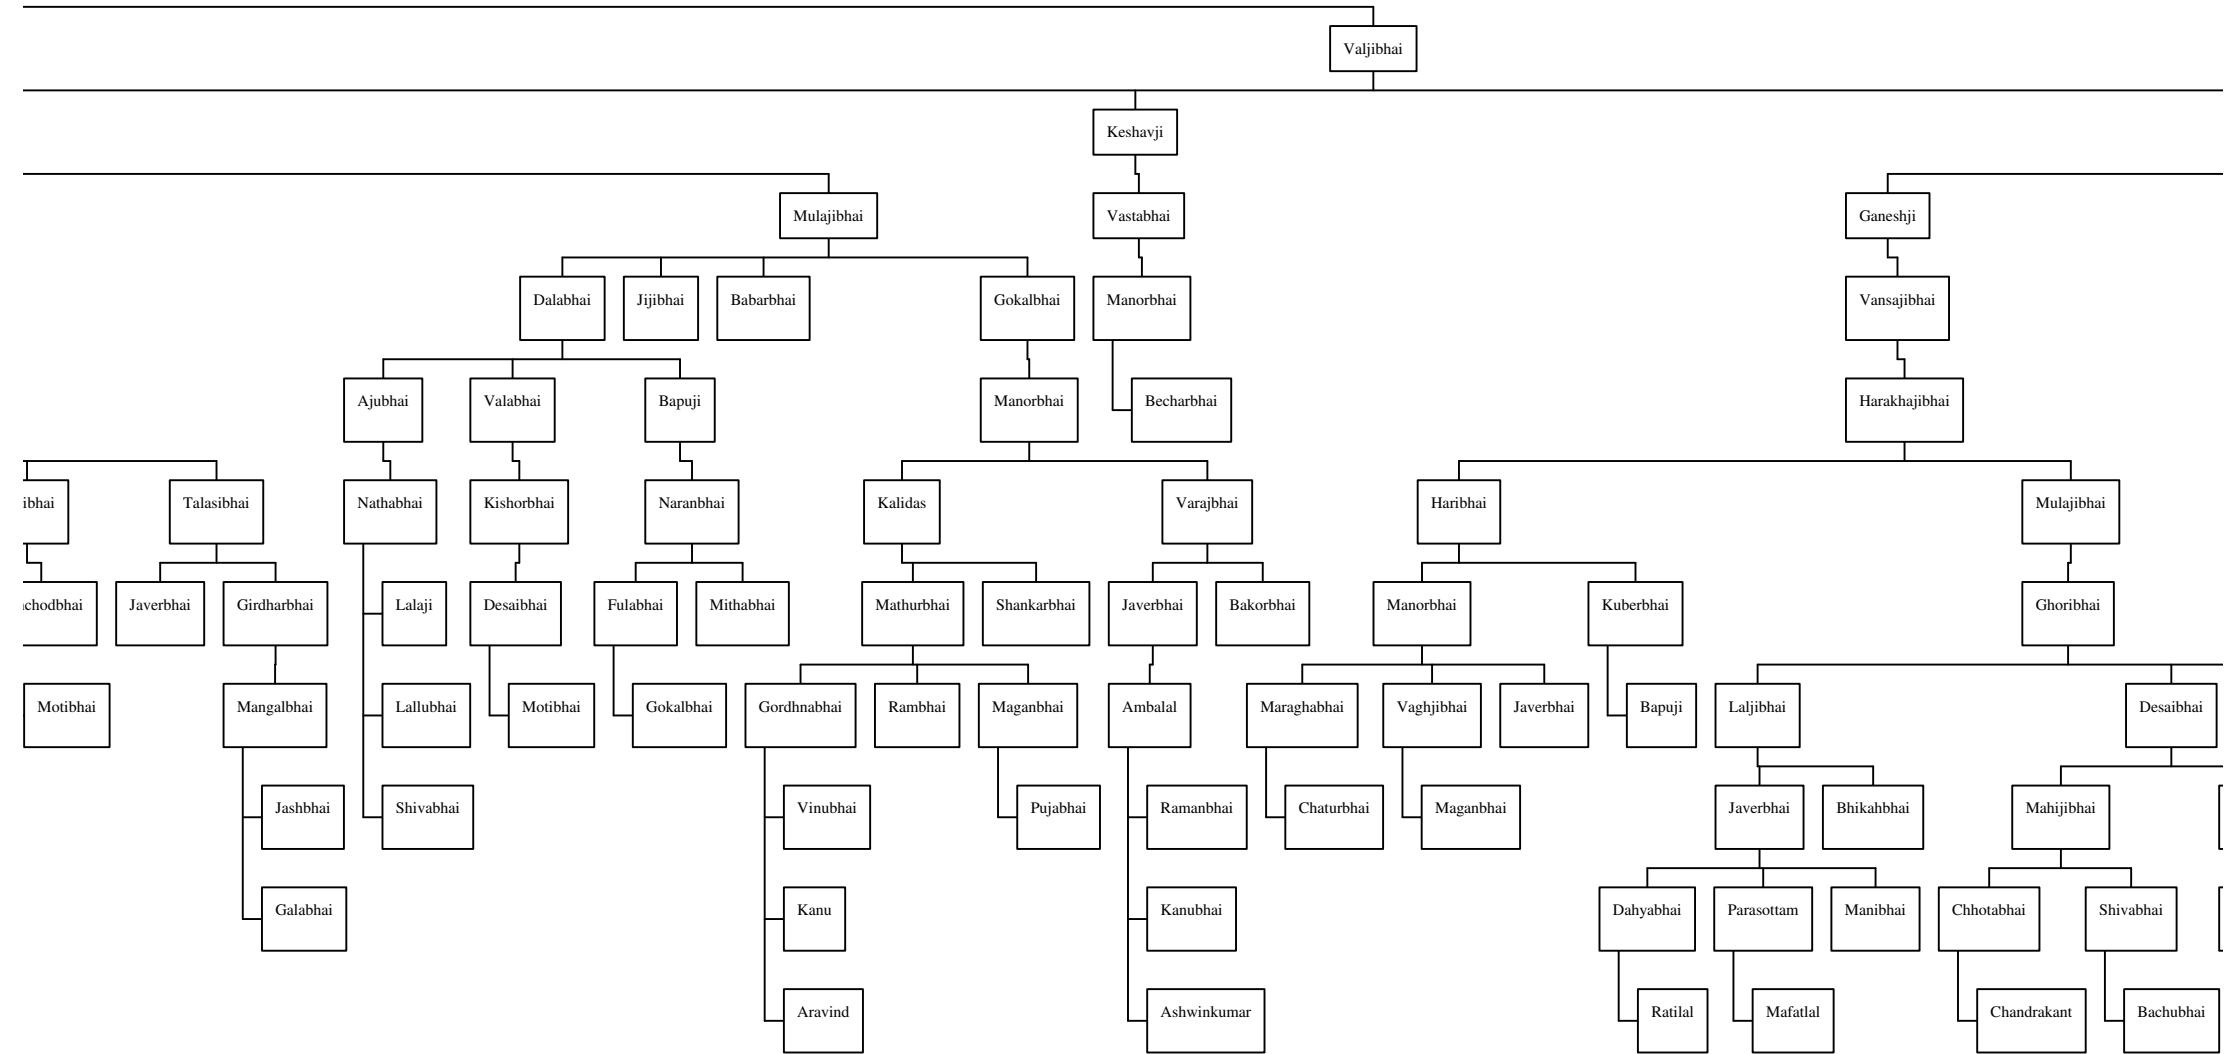 Valjibhai
Keshavji
Mulajibhai
Vastabhai
Ganeshji
Dalabhai
Jijibhai
Babarbhai
Gokalbhai
Manorbhai
Vansajibhai
Ajubhai
Valabhai
Bapuji
Manorbhai
Becharbhai
Harakhajibhai
ibhai
Talasibhai
Nathabhai
Kishorbhai
Naranbhai
Kalidas
Varajbhai
Haribhai
Mulajibhai
chodbhai
Javerbhai
Girdharbhai
Lalaji
Desaibhai
Fulabhai
Mithabhai
Mathurbhai
Shankarbhai
Javerbhai
Bakorbhai
Manorbhai
Kuberbhai
Ghoribhai
Motibhai
Mangalbhai
Lallubhai
Motibhai
Gokalbhai
Gordhnabhai
Rambhai
Maganbhai
Ambalal
Maraghabhai
Vaghjibhai
Javerbhai
Bapuji
Laljibhai
Desaibhai
Jashbhai
Shivabhai
Vinubhai
Pujabhai
Ramanbhai
Chaturbhai
Maganbhai
Javerbhai
Bhikahbhai
Mahijibhai
Galabhai
Kanu
Kanubhai
Dahyabhai
Parasottam
Manibhai
Chhotabhai
Shivabhai
Aravind
Ashwinkumar
Ratilal
Mafatlal
Chandrakant
Bachubhai